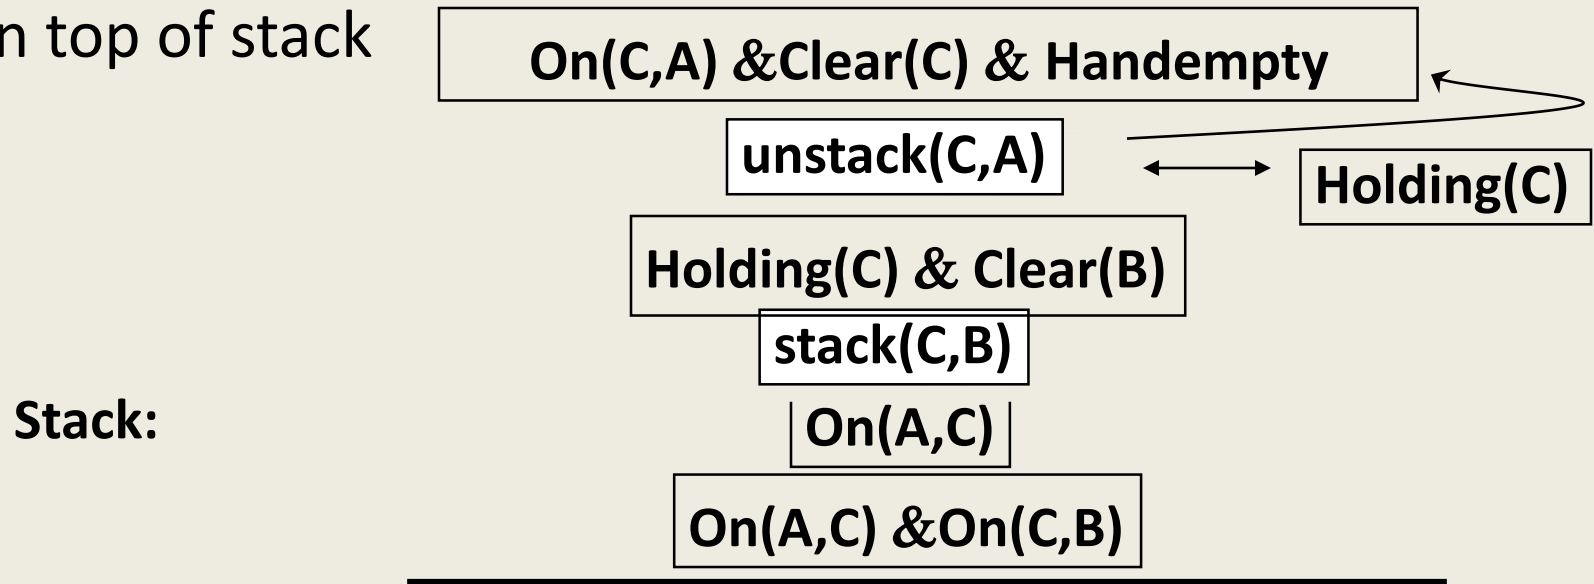 n top of stack
On(C,A) &Clear(C) & Handempty
unstack(C,A)
Holding(C)
Holding(C) & Clear(B)
stack(C,B)
Stack:
On(A,C)
On(A,C) &On(C,B)